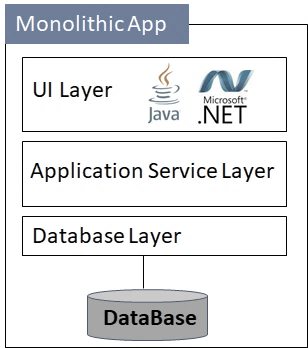 Monolithic App
UI Layer
Java
Microsoft®
.NET
Application Service Layer
Database Layer
DataBase